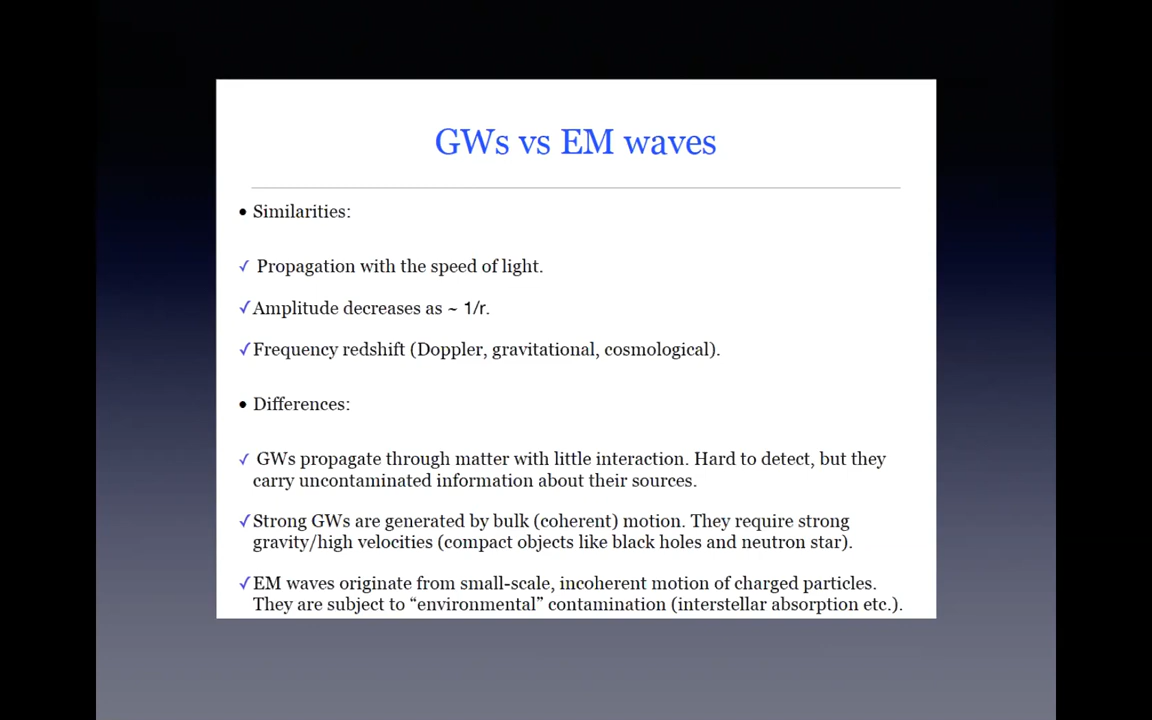 GWs vs EM waves
• Similarities:
✓ Propagation with the speed of light.
✓ Amplitude decreases as ~ 1/r.
✓ Frequency redshift (Doppler, gravitational, cosmological).
• Differences:
✓ GWs propagate through matter with little interaction. Hard to detect, but they
carry uncontaminated information about their sources.
✓ Strong GWs are generated by bulk (coherent) motion. They require strong
gravity/high velocities (compact objects like black holes and neutron star).
✓ EM waves originate from small-scale, incoherent motion of charged particles.
They are subject to “environmental” contamination (interstellar absorption etc.).